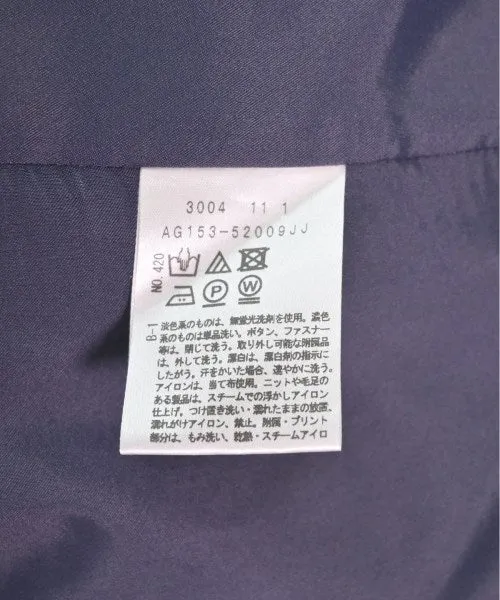 3004 11 1
AG153-52009JJ
NO.420
P W
B-1
淡色系のものは、無蛍光洗剤を使用。濃色
系のものは単品洗い。ボタン、ファスナー
等は、閉じて洗う。取り外し可能な附属品
は、外して洗う。漂白は、漂白剤の指示に
したがう。汗をかいた場合、速やかに洗う。
アイロンは、当て布使用。ニットや毛足の
ある製品は、スチームでの浮かしアイロン
仕上げ。つけ置き洗い・濡れたままの放置、
濡れがけアイロン、禁止。附属・プリント
部分は、もみ洗い、乾熱・スチームアイロ